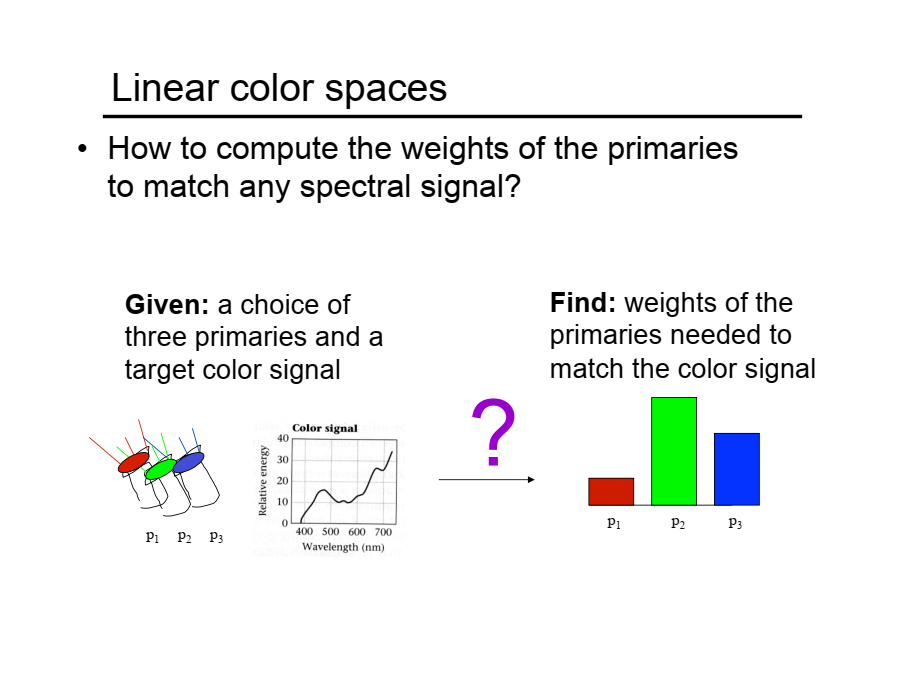 Linear color spaces
• How to compute the weights of the primaries
to match any spectral signal?
Given: a choice of
three primaries and a
target color signal
Find: weights of the
primaries needed to
match the color signal
p1 p2 p3
Color signal
Relative energy
40
30
20
10
0
400 500 600 700
Wavelength (nm)
?
p1 p2 p3